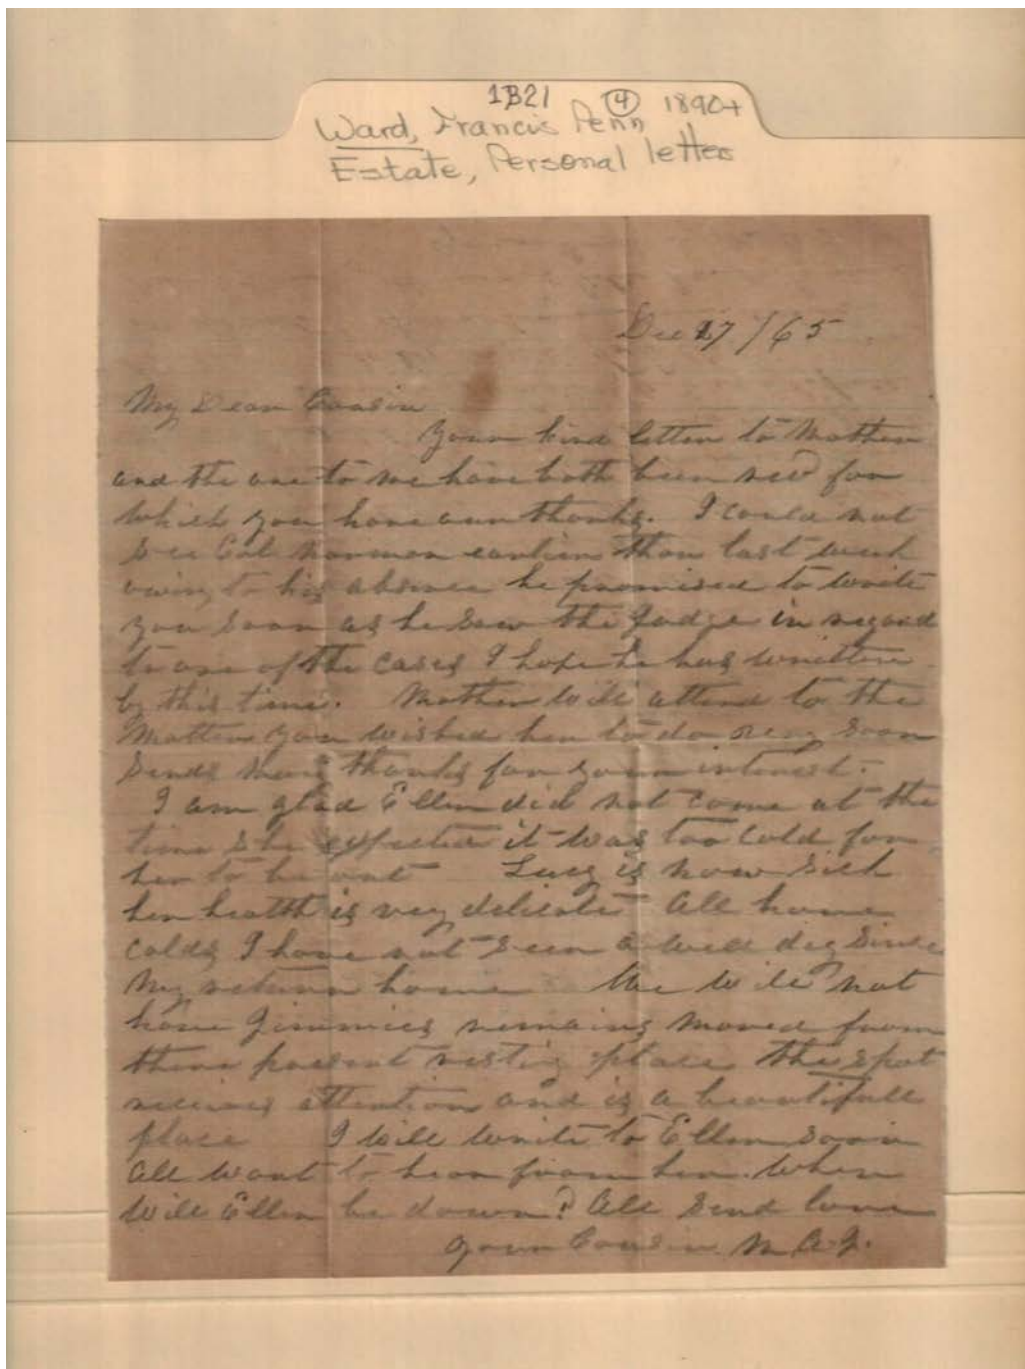 1B21 4 1890+
Ward, Francis Penn
Estate, Personal letters
Dec 27 / 65
My Dear Cousin
Your kind letter to Mother
and the one to me have both been recd for
which you have our thanks. I could not
see Col earlier than last week
owing to his absence he promised to write
you soon as he saw the Judge in regard
to one of the cases I hope he has written
by this time. Mother will attend to the
Matter you wished her to do very soon
Sends many thanks for your interest.
I am glad Ellen did not come at the
time she expected it was too cold for
her to be out Lucy is now sick
her health is very delicate All have
colds I have not seen a well day since
My return home We will not
have Jimmies remains moved from
there present resting place the spot
receives attention and is a beautifull
place I will write to Ellen soon
All want to hear from her. When
will Ellen be down? All send love
Your Cousin M. A. J.